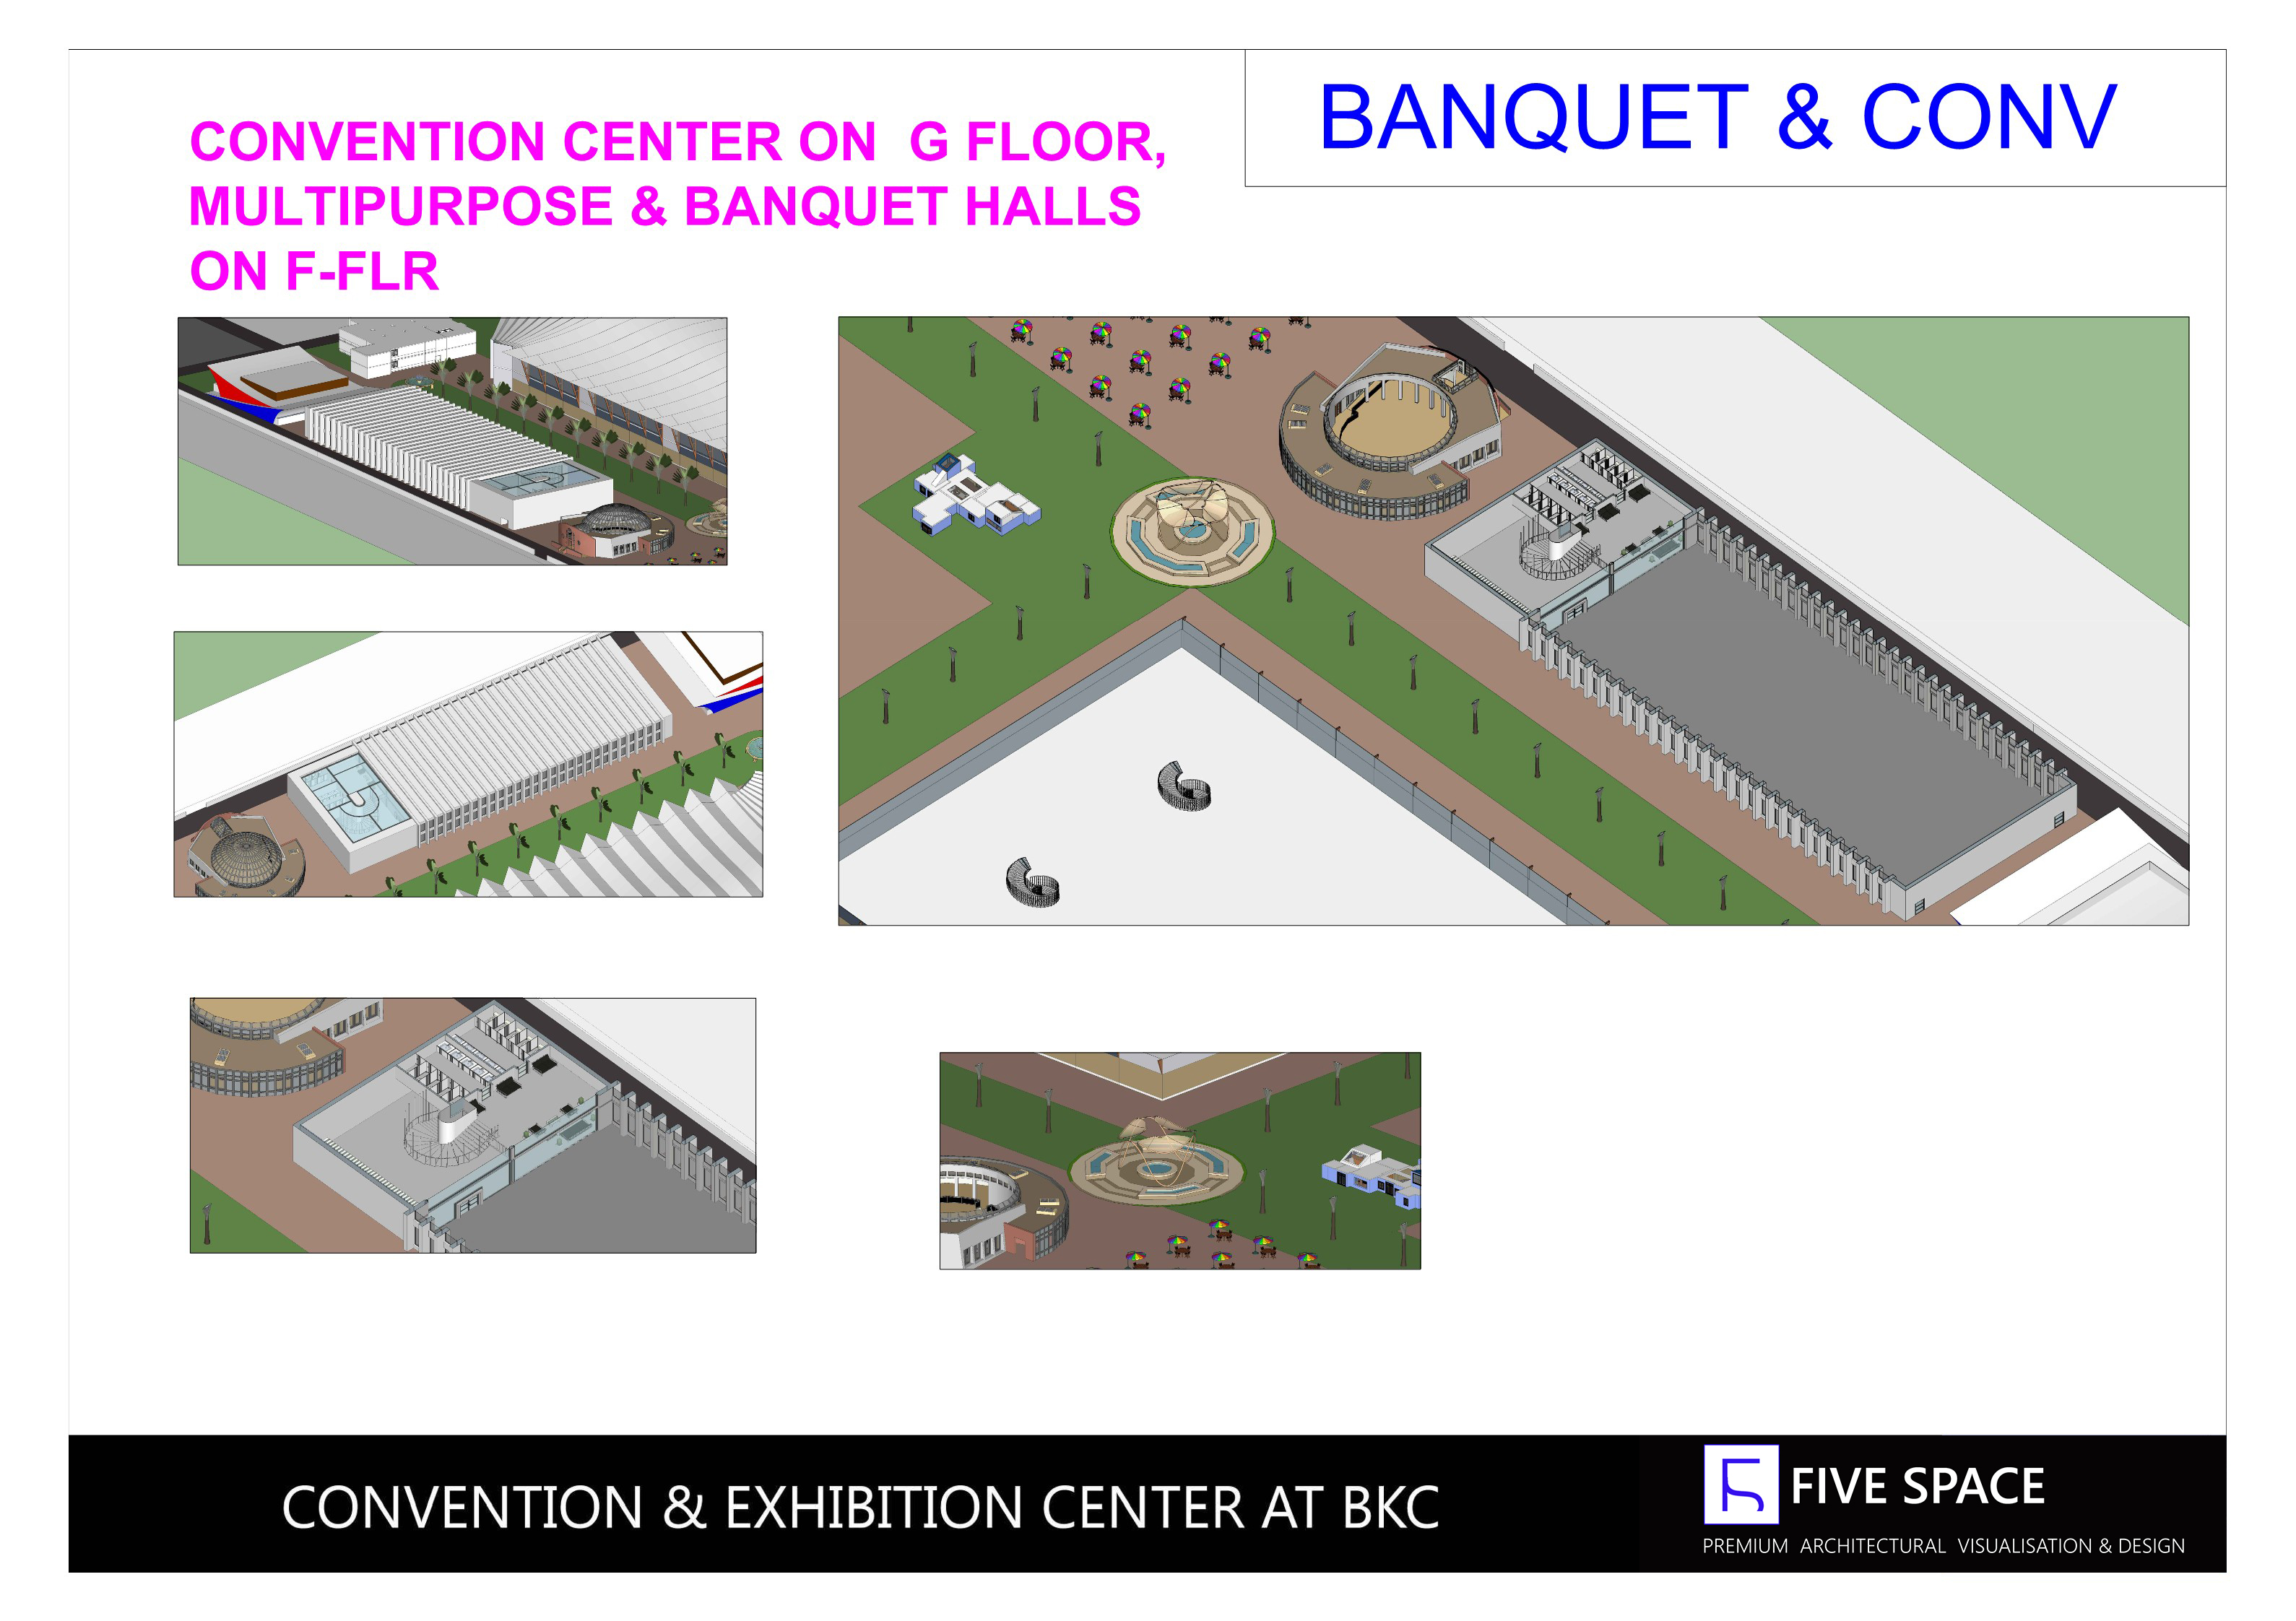 BANQUET & CONV
CONVENTION CENTER ON G FLOOR,
MULTIPURPOSE & BANQUET HALLS
ON F-FLR
CONVENTION & EXHIBITION CENTER AT BKC
FIVE SPACE
PREMIUM ARCHITECTURAL VISUALISATION & DESIGN